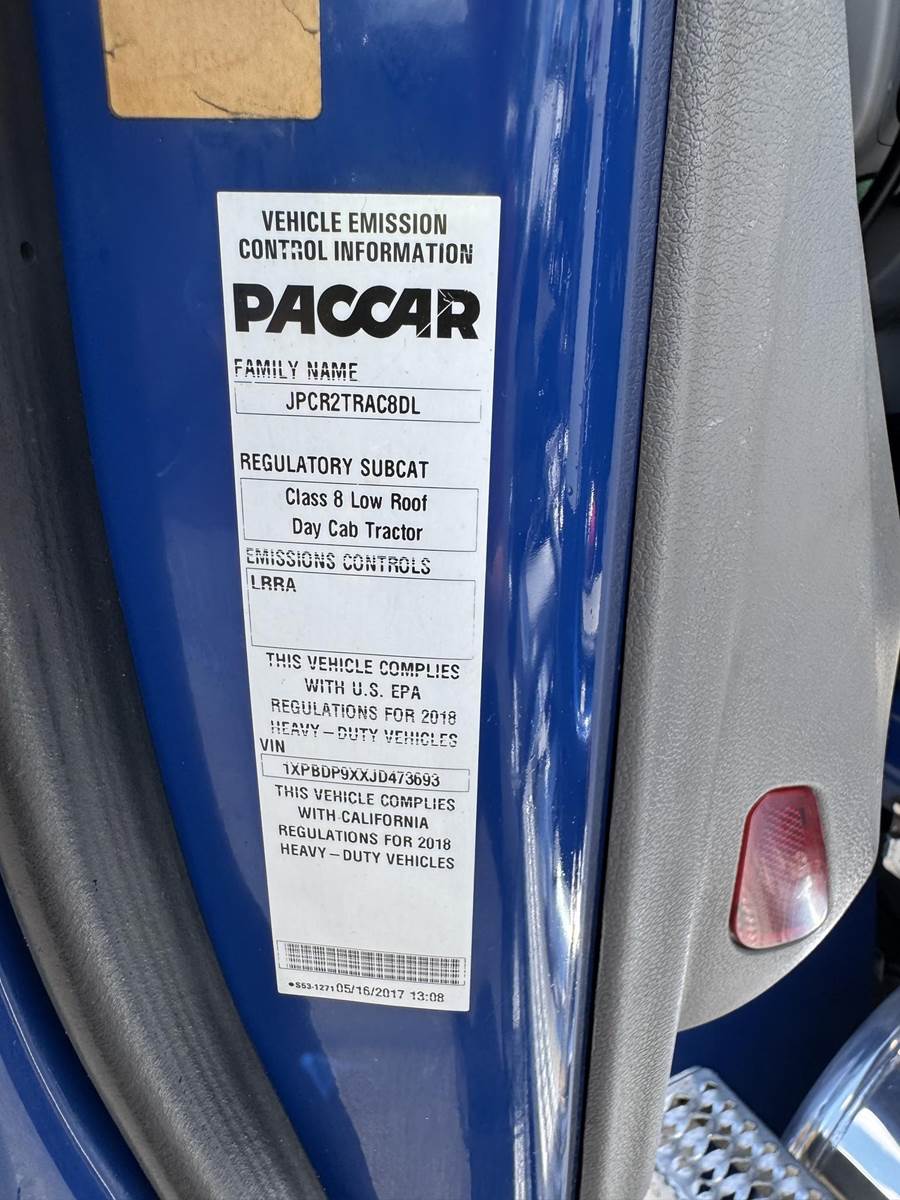 VEHICLE EMISSION
CONTROL INFORMATION
PACCAR
FAMILY NAME
JPCR2TRAC8DL
REGULATORY SUBCAT
Class 8 Low Roof
Day Cab Tractor
EMISSIONS CONTROLS
LRRA
THIS VEHICLE COMPLIES
WITH U.S. EPA
REGULATIONS FOR 2018
HEAVY-DUTY VEHICLES
VIN
1XPBDP9XXJD473693
THIS VEHICLE COMPLIES
WITH CALIFORNIA
REGULATIONS FOR 2018
HEAVY-DUTY VEHICLES
•S53-1271 05/16/2017 13:08